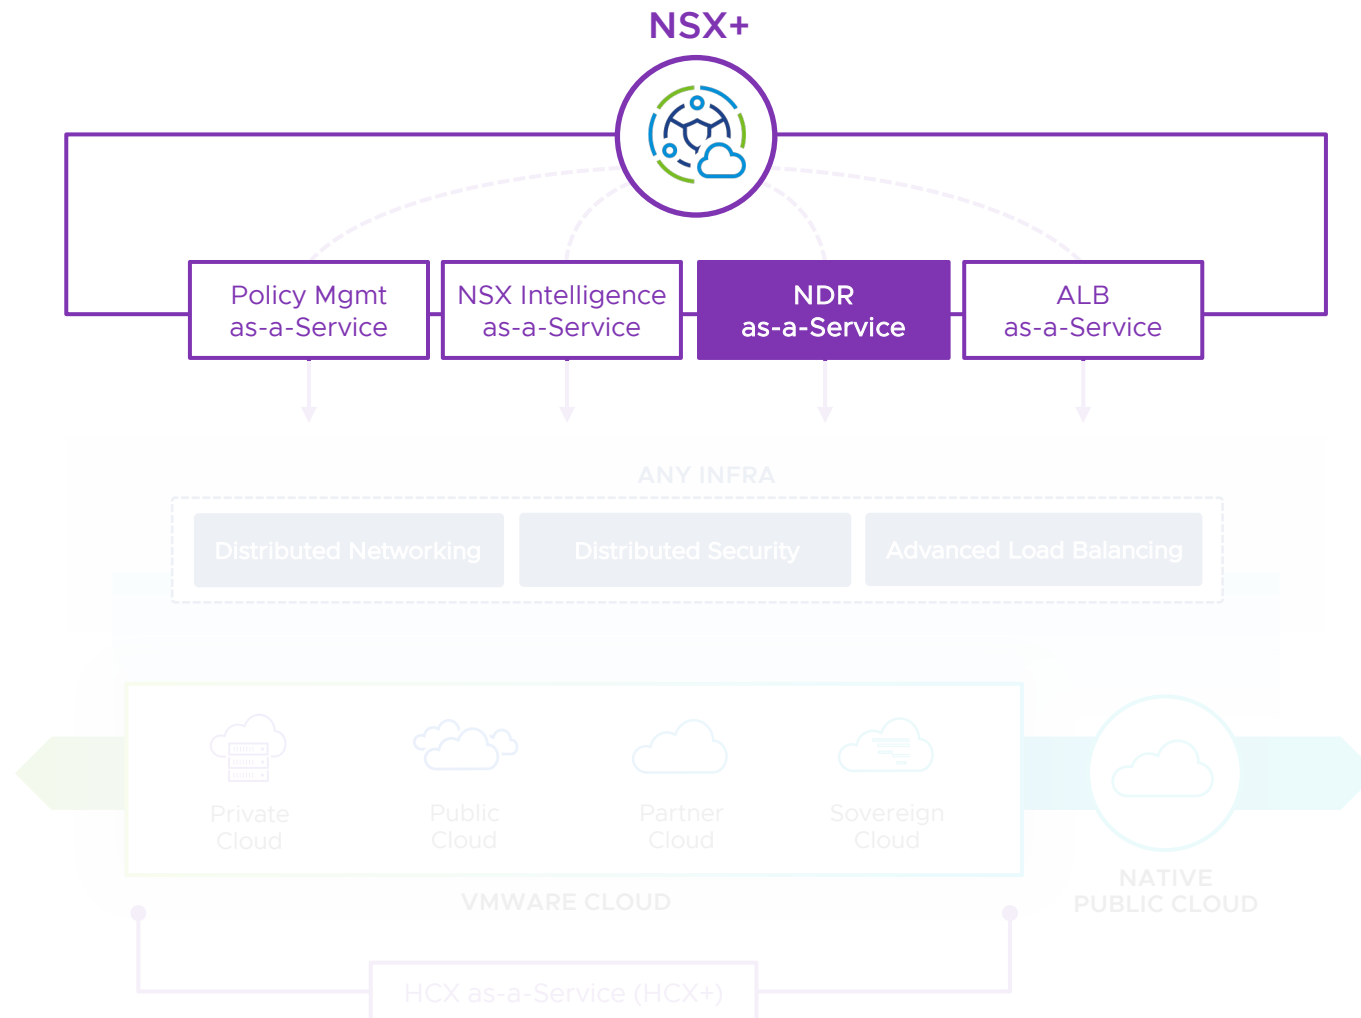 NSX+
Policy Mgmt
as-a-Service
NSX Intelligence
as-a-Service
NDR
as-a-Service
ALB
as-a-Service
ANY INFRA
Distributed Networking
Distributed Security
Advanced Load Balancing
Private
Cloud
Public
Cloud
Partner
Cloud
Sovereign
Cloud
VMWARE CLOUD
NATIVE
PUBLIC CLOUD
HCX as-a-Service (HCX+)